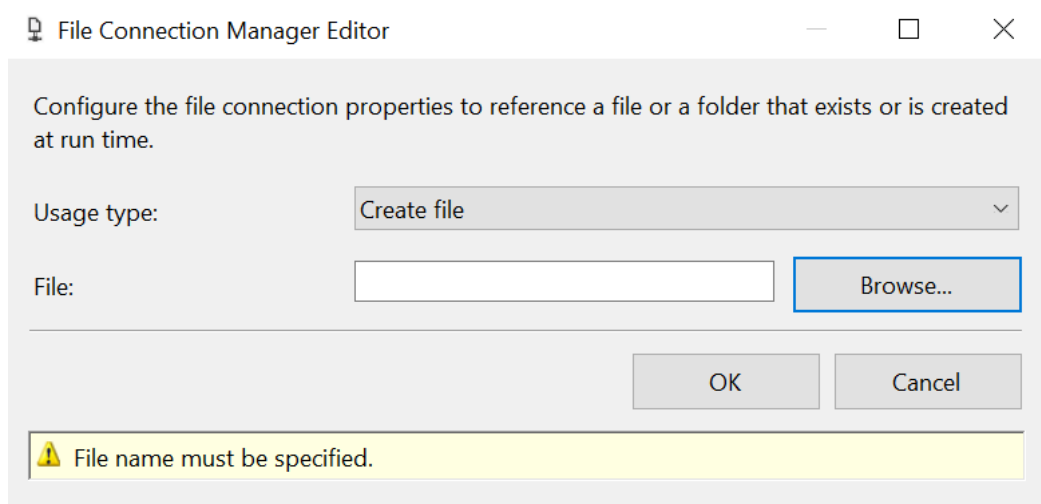 File Connection Manager Editor
Configure the file connection properties to reference a file or a folder that exists or is created
at run time.
Usage type:
Create file
File:
Browse...
OK
Cancel
File name must be specified.